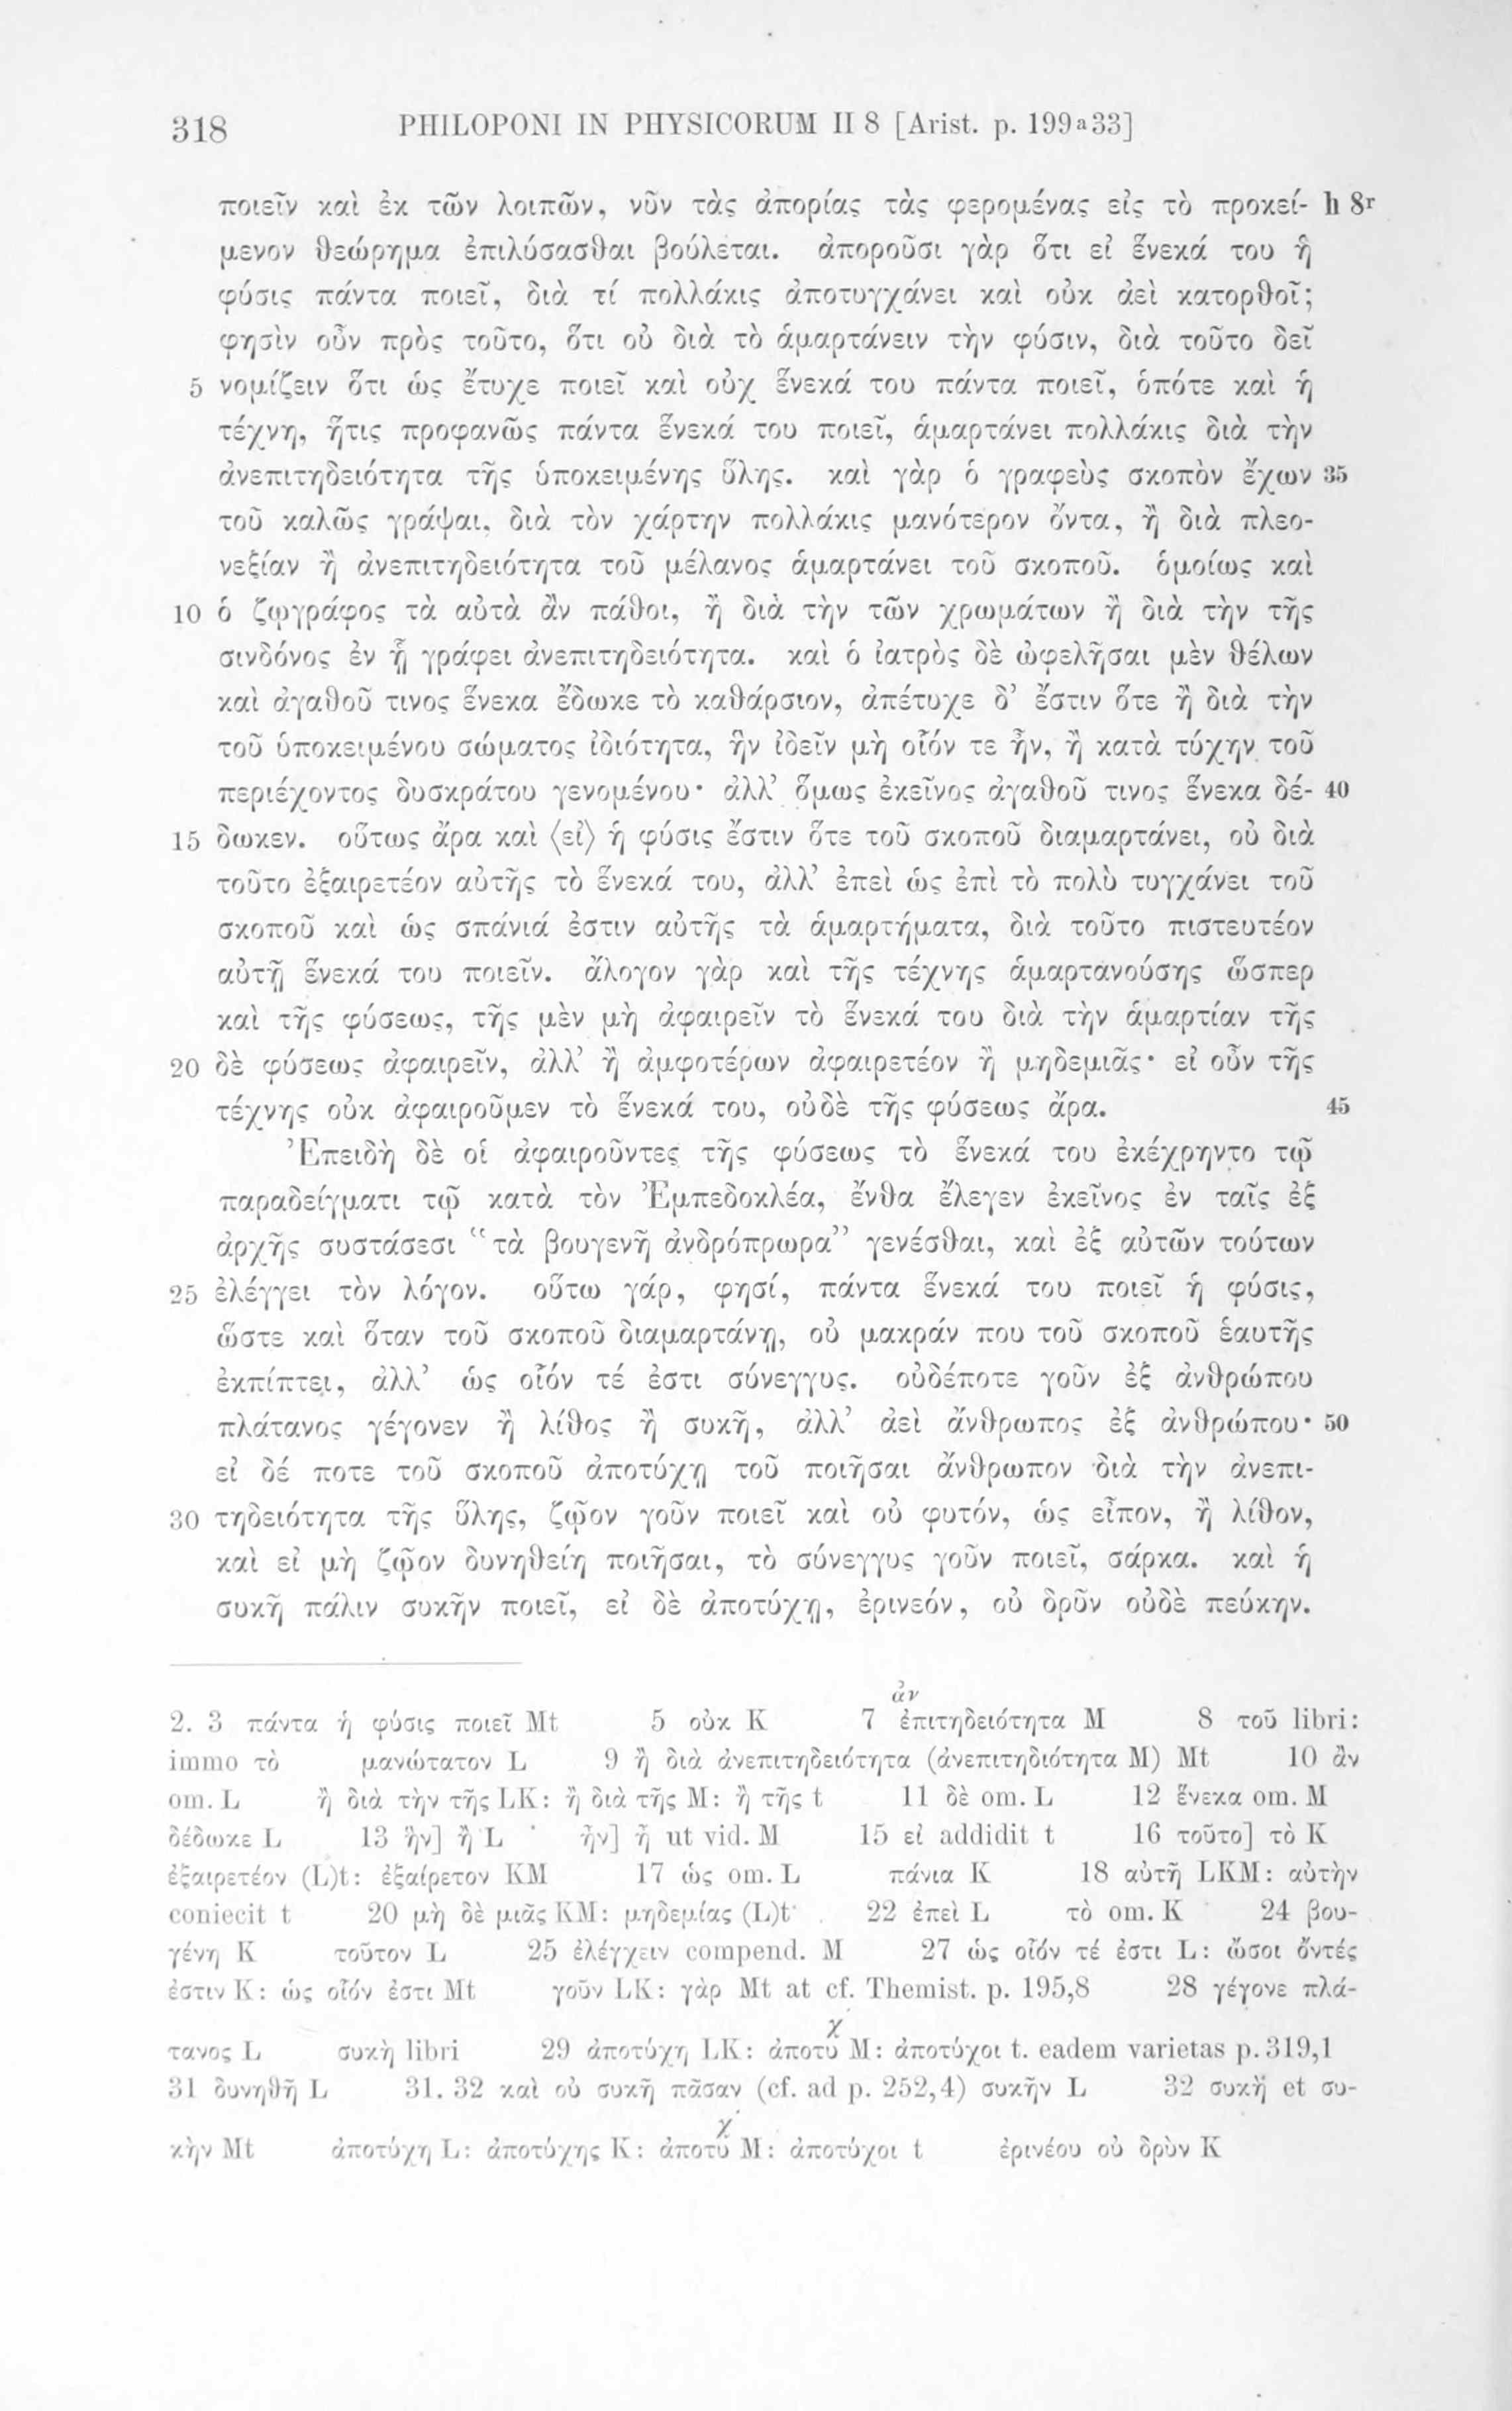 318 PHILOPONI IN PHYSICORUM II 8 [Arist. p. 199a33]
ποιεῖν καὶ ἐκ τῶν λοιπῶν, νῦν τὰς ἀπορίας τὰς φερομένας εἰς τὸ προκεί- h 8r
μενον θεώρημα ἐπιλύσασθαι βούλεται. ἀποροῦσι γὰρ ὅτι εἰ ἕνεκά του ἡ
φύσις πάντα ποιεῖ, διὰ τί πολλάκις ἀποτυγχάνει καὶ οὐκ ἀεὶ κατορθοῖ;
φησὶν οὖν πρὸς τοῦτο, ὅτι οὐ διὰ τὸ ἁμαρτάνειν τὴν φύσιν, διὰ τοῦτο δεῖ
5 νομίζειν ὅτι ὡς ἔτυχε ποιεῖ καὶ οὐχ ἕνεκά του πάντα ποιεῖ, ὁπότε καὶ ἡ
τέχνη, ἥτις προφανῶς πάντα ἕνεκά του ποιεῖ, ἁμαρτάνει πολλάκις διὰ τὴν
ἀνεπιτηδειότητα τῆς ὑποκειμένης ὕλης. καὶ γὰρ ὁ γραφεὺς σκοπὸν ἔχων 35
τοῦ καλῶς γράψαι, διὰ τὸν χάρτην πολλάκις μανότερον ὄντα, ἢ διὰ πλεο-
νεξίαν ἢ ἀνεπιτηδειότητα τοῦ μέλανος ἁμαρτάνει τοῦ σκοποῦ. ὁμοίως καὶ
10 ὁ ζωγράφος τὰ αὐτὰ ἂν πάθοι, ἢ διὰ τὴν τῶν χρωμάτων ἢ διὰ τὴν τῆς
σινδόνος ἐν ᾗ γράφει ἀνεπιτηδειότητα. καὶ ὁ ἰατρὸς δὲ ὠφελῆσαι μὲν θέλων
καὶ ἀγαθοῦ τινος ἕνεκα ἔδωκε τὸ καθάρσιον, ἀπέτυχε δ’ ἔστιν ὅτε ἢ διὰ τὴν
τοῦ ὑποκειμένου σώματος ἰδιότητα, ἣν ἰδεῖν μὴ οἷόν τε ἦν, ἢ κατὰ τύχην τοῦ
περιέχοντος δυσκράτου γενομένου· ἀλλ’ ὅμως ἐκεῖνος ἀγαθοῦ τινος ἕνεκα δέ- 40
15 δωκεν. οὕτως ἄρα καὶ ⟨εἰ⟩ ἡ φύσις ἔστιν ὅτε τοῦ σκοποῦ διαμαρτάνει, οὐ διὰ
τοῦτο ἐξαιρετέον αὐτῆς τὸ ἕνεκά του, ἀλλ’ ἐπεὶ ὡς ἐπὶ τὸ πολὺ τυγχάνει τοῦ
σκοποῦ καὶ ὡς σπάνιά ἐστιν αὐτῆς τὰ ἁμαρτήματα, διὰ τοῦτο πιστευτέον
αὐτῇ ἕνεκά του ποιεῖν. ἄλογον γὰρ καὶ τῆς τέχνης ἁμαρτανούσης ὥσπερ
καὶ τῆς φύσεως, τῆς μὲν μὴ ἀφαιρεῖν τὸ ἕνεκά του διὰ τὴν ἁμαρτίαν τῆς
20 δὲ φύσεως ἀφαιρεῖν, ἀλλ’ ἢ ἀμφοτέρων ἀφαιρετέον ἢ μηδεμιᾶς· εἰ οὖν τῆς
τέχνης οὐκ ἀφαιροῦμεν τὸ ἕνεκά του, οὐδὲ τῆς φύσεως ἄρα. 45
Ἐπειδὴ δὲ οἱ ἀφαιροῦντες τῆς φύσεως τὸ ἕνεκά του ἐκέχρηντο τῷ
παραδείγματι τῷ κατὰ τὸν Ἐμπεδοκλέα, ἔνθα ἔλεγεν ἐκεῖνος ἐν ταῖς ἐξ
ἀρχῆς συστάσεσι “τὰ βουγενῆ ἀνδρόπρωρα” γενέσθαι, καὶ ἐξ αὐτῶν τούτων
25 ἐλέγχει τὸν λόγον. οὕτω γάρ, φησί, πάντα ἕνεκά του ποιεῖ ἡ φύσις,
ὥστε καὶ ὅταν τοῦ σκοποῦ διαμαρτάνῃ, οὐ μακράν που τοῦ σκοποῦ ἑαυτῆς
ἐκπίπτει, ἀλλ’ ὡς οἷόν τέ ἐστι σύνεγγυς. οὐδέποτε γοῦν ἐξ ἀνθρώπου
πλάτανος γέγονεν ἢ λίθος ἢ συκῆ, ἀλλ’ ἀεὶ ἄνθρωπος ἐξ ἀνθρώπου· 50
εἰ δέ ποτε τοῦ σκοποῦ ἀποτύχῃ τοῦ ποιῆσαι ἄνθρωπον διὰ τὴν ἀνεπι-
30 τηδειότητα τῆς ὕλης, ζῷον γοῦν ποιεῖ καὶ οὐ φυτόν, ὡς εἶπον, ἢ λίθον,
καὶ εἰ μὴ ζῷον δυνηθείη ποιῆσαι, τὸ σύνεγγυς γοῦν ποιεῖ, σάρκα. καὶ ἡ
συκῆ πάλιν συκῆν ποιεῖ, εἰ δὲ ἀποτύχῃ, ἐρινεόν, οὐ δρῦν οὐδὲ πεύκην.
αν
2. 3 πάντα ἡ φύσις ποιεῖ Mt 5 οὐκ K 7 ἐπιτηδειότητα M 8 τοῦ libri:
immo τὸ μανώτατον L 9 ἢ διὰ ἀνεπιτηδειότητα (ἀνεπιτηδιότητα M) Mt 10 ἂν
om. L ἢ διὰ τὴν τῆς LK: ἢ διὰ τῆς M: ἢ τῆς t 11 δὲ om. L 12 ἕνεκα om. M
δέδωκε L 13 ἣν] ἢ L ἦν] ἦ ut vid. M 15 εἰ addidit t 16 τοῦτο] τὸ K
ἐξαιρετέον (L)t: ἐξαίρετον KM 17 ὡς om. L πάνια K 18 αὐτῇ LKM: αὐτὴν
coniecit t 20 μὴ δὲ μιᾶς KM: μηδεμίας (L)t 22 ἐπεὶ L τὸ om. K 24 βου-
γένη K τοῦτον L 25 ἐλέγχειν compend. M 27 ὡς οἷόν τέ ἐστι L: ὥσοι ὄντές
ἐστιν K: ὡς οἷόν ἐστι Mt γοῦν LK: γὰρ Mt at cf. Themist. p. 195,8 28 γέγονε πλά-
χ
τανος L συκὴ libri 29 ἀποτύχη LK: ἀποτυ M: ἀποτύχοι t. eadem varietas p. 319,1
31 δυνηθῆ L 31. 32 καὶ οὐ συκῆ πᾶσαν (cf. ad p. 252,4) συκῆν L 32 συκὴ et συ-
χ
κὴν Mt ἀποτύχη L: ἀποτύχης K: ἀποτυ M: ἀποτύχοι t ἐρινέου οὐ δρὺν K